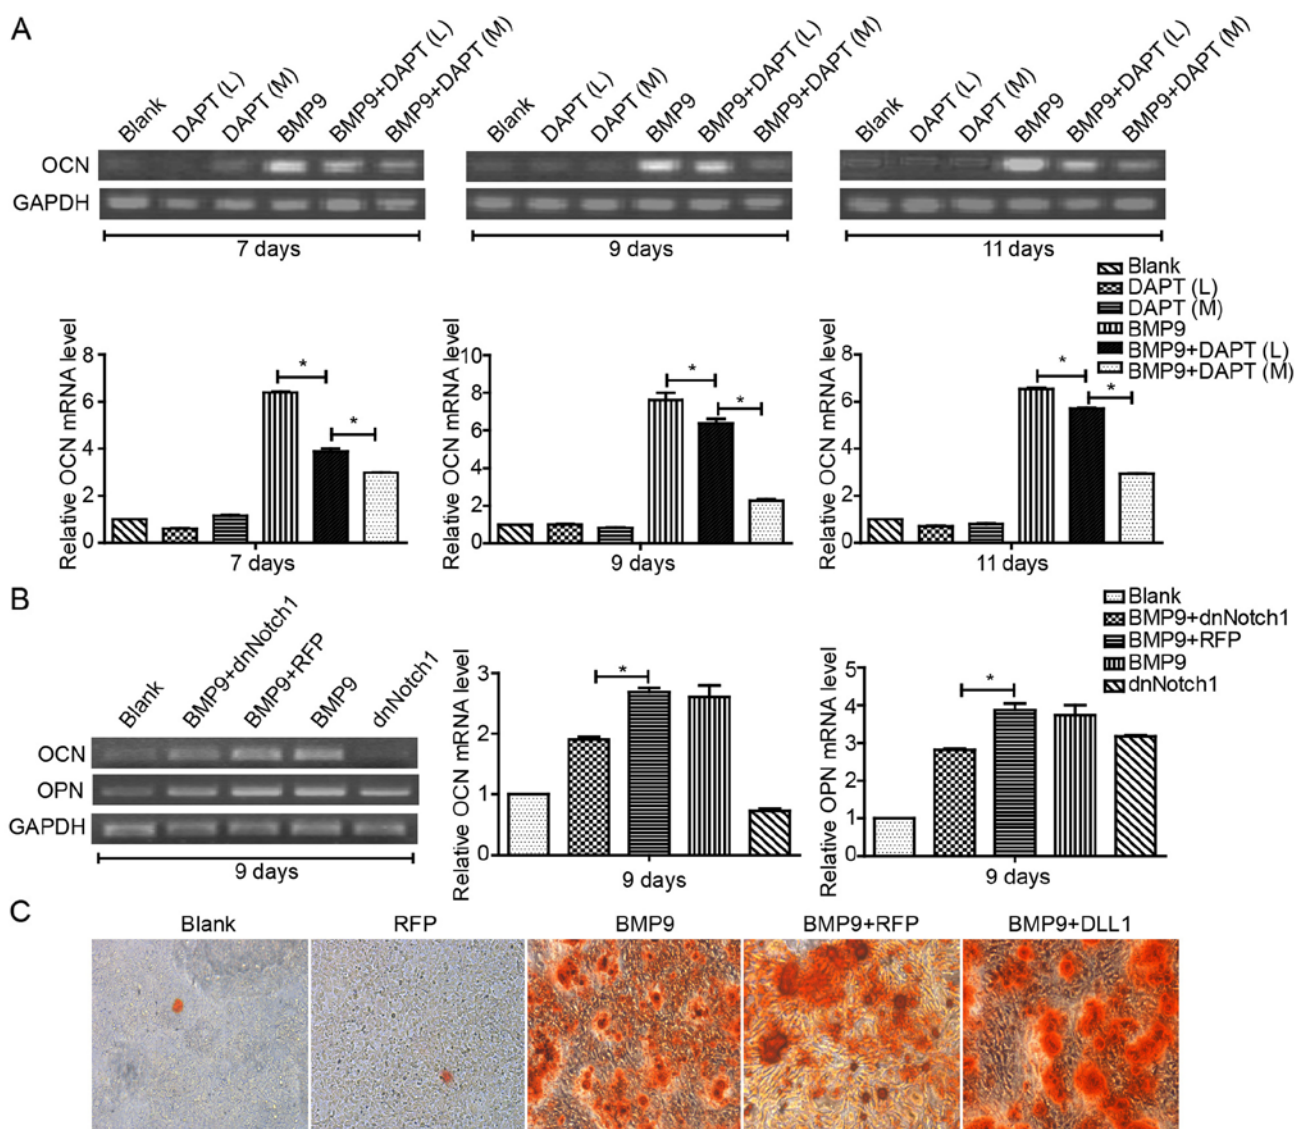 A
Blank DAPT (L) DAPT (M) BMP9 BMP9+DAPT (L) BMP9+DAPT (M)
Blank DAPT (L) DAPT (M) BMP9 BMP9+DAPT (L) BMP9+DAPT (M)
Blank DAPT (L) DAPT (M) BMP9 BMP9+DAPT (L) BMP9+DAPT (M)
OCN
GAPDH
7 days
9 days
11 days
Blank
DAPT (L)
DAPT (M)
BMP9
BMP9+DAPT (L)
BMP9+DAPT (M)
Relative OCN mRNA level
8
6
4
2
0
*
*
7 days
Relative OCN mRNA level
10
8
6
4
2
0
*
*
9 days
Relative OCN mRNA level
8
6
4
2
0
*
*
11 days
B
Blank BMP9+dnNotch1 BMP9+RFP BMP9 dnNotch1
OCN
OPN
GAPDH
9 days
Relative OCN mRNA level
3
2
1
0
*
9 days
Relative OPN mRNA level
5
4
3
2
1
0
*
9 days
Blank
BMP9+dnNotch1
BMP9+RFP
BMP9
dnNotch1
C
Blank RFP BMP9 BMP9+RFP BMP9+DLL1